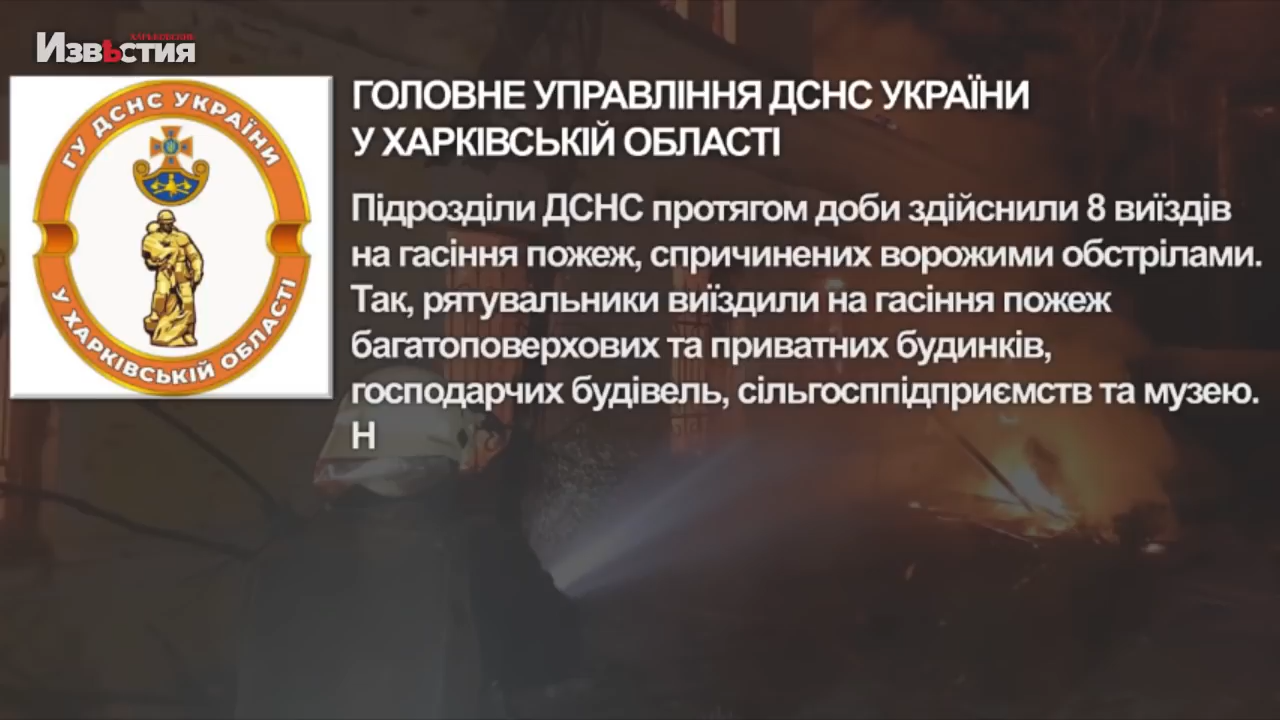 ХАРЬКОВСКИЕ
ИзвЬстия
ГУ ДСНС УКРАЇНИ
У ХАРКІВСЬКІЙ ОБЛАСТІ
ГОЛОВНЕ УПРАВЛІННЯ ДСНС УКРАЇНИ
У ХАРКІВСЬКІЙ ОБЛАСТІ
Підрозділи ДСНС протягом доби здійснили 8 виїздів
на гасіння пожеж, спричинених ворожими обстрілами.
Так, рятувальники виїздили на гасіння пожеж
багатоповерхових та приватних будинків,
господарчих будівель, сільгосппідприємств та музею.
Н